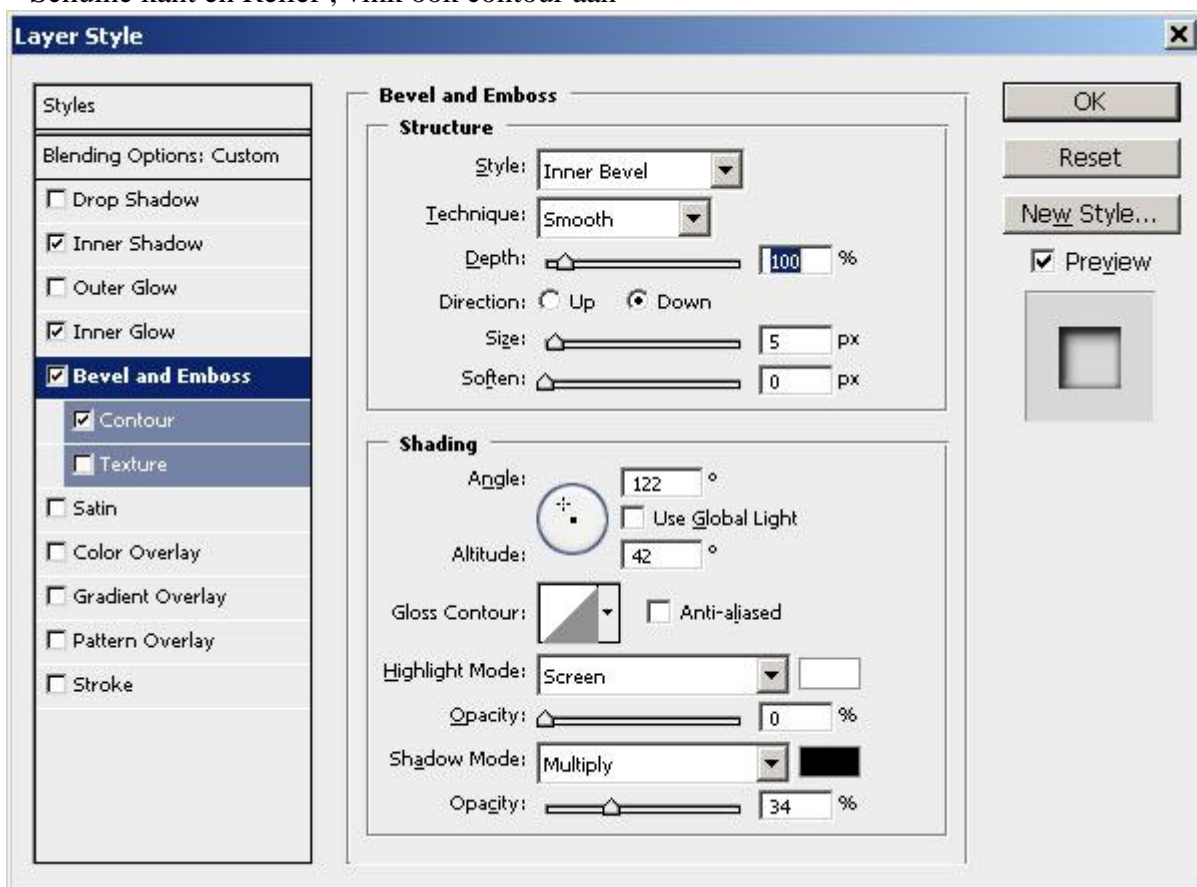 Schuine kant en Reliëf , vink ook contour aan
Layer Style
Styles
Blending Options: Custom
Drop Shadow
Inner Shadow
Outer Glow
Inner Glow
Bevel and Emboss
Contour
Texture
Satin
Color Overlay
Gradient Overlay
Pattern Overlay
Stroke
Bevel and Emboss
Structure
Style: Inner Bevel
Technique: Smooth
Depth: 100 %
Direction: Up Down
Size: 5 px
Soften: 0 px
Shading
Angle: 122 °
Use Global Light
Altitude: 42 °
Gloss Contour: Anti-aliased
Highlight Mode: Screen
Opacity: 0 %
Shadow Mode: Multiply
Opacity: 34 %
OK
Reset
New Style...
Preview